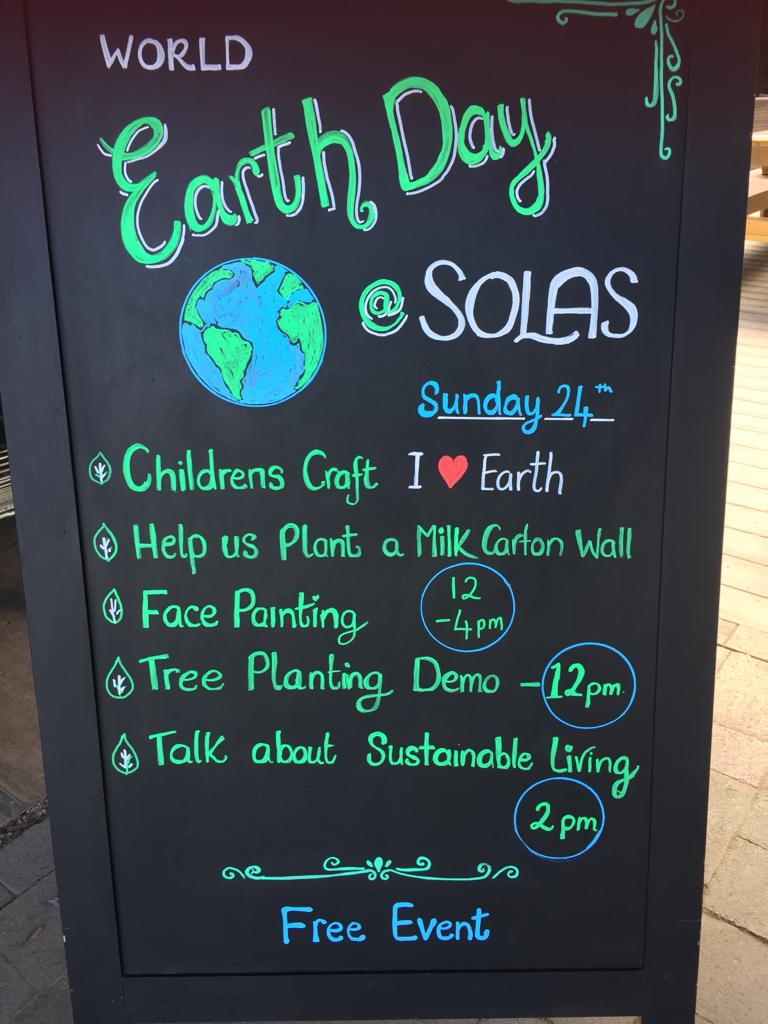 WORLD
Earth Day
@ SOLAS
Sunday 24th
Childrens Craft I ❤ Earth
Help us Plant a Milk Carton Wall
Face Painting 12
-4pm
Tree Planting Demo - 12pm.
Talk about Sustainable Living
2pm
Free Event